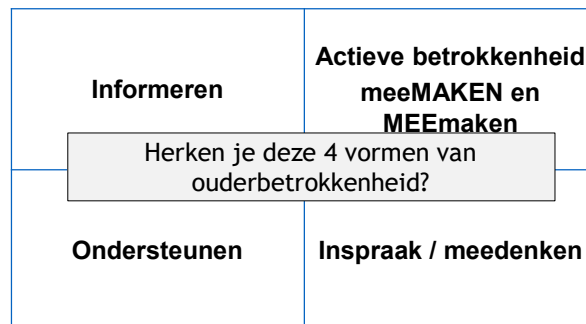 Informeren
Actieve betrokkenheid
meeMAKEN en
MEEmaken
Herken je deze 4 vormen van
ouderbetrokkenheid?
Ondersteunen
Inspraak / meedenken